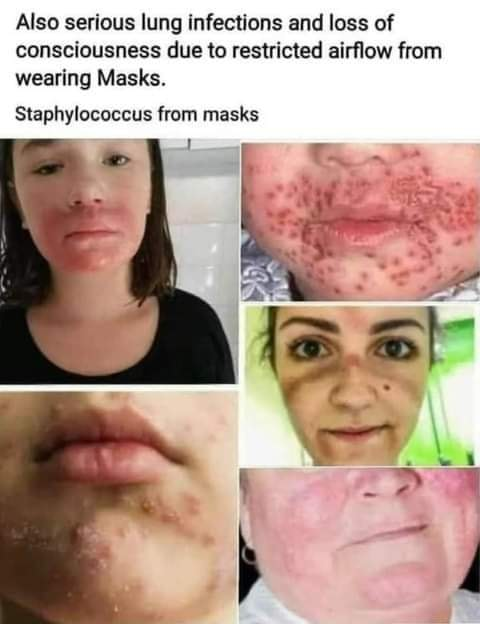 Also serious lung infections and loss of
consciousness due to restricted airflow from
wearing Masks.
Staphylococcus from masks